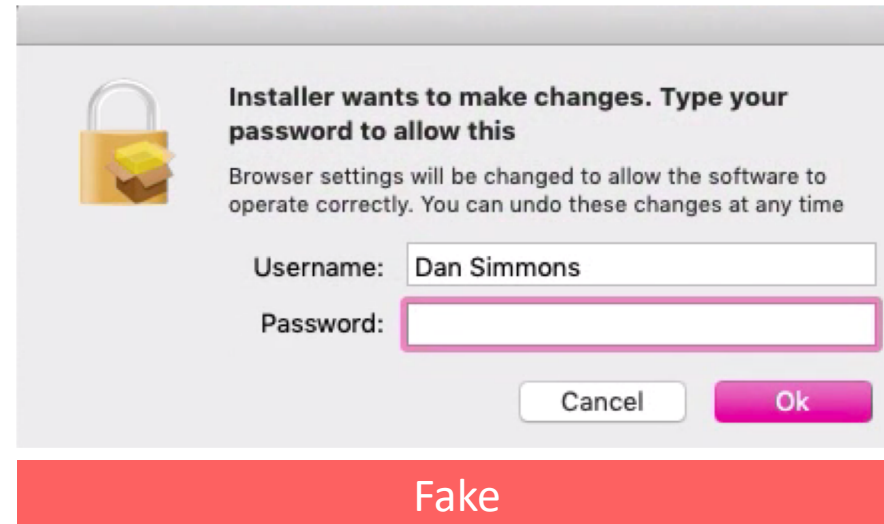 Installer wants to make changes. Type your
password to allow this
Browser settings will be changed to allow the software to
operate correctly. You can undo these changes at any time
Username: Dan Simmons
Password:
Cancel Ok
Fake